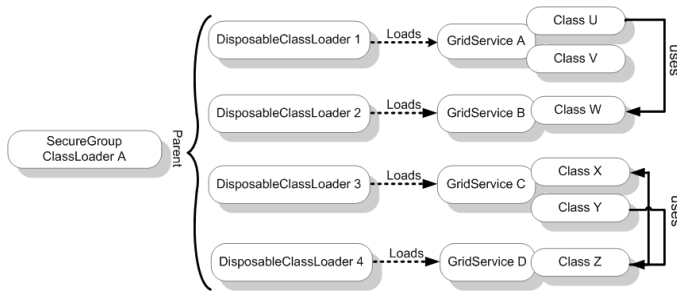 SecureGroup
ClassLoader A
Parent
DisposableClassLoader 1
Loads
GridService A
Class U
Class V
uses
DisposableClassLoader 2
Loads
GridService B
Class W
DisposableClassLoader 3
Loads
GridService C
Class X
Class Y
uses
DisposableClassLoader 4
Loads
GridService D
Class Z